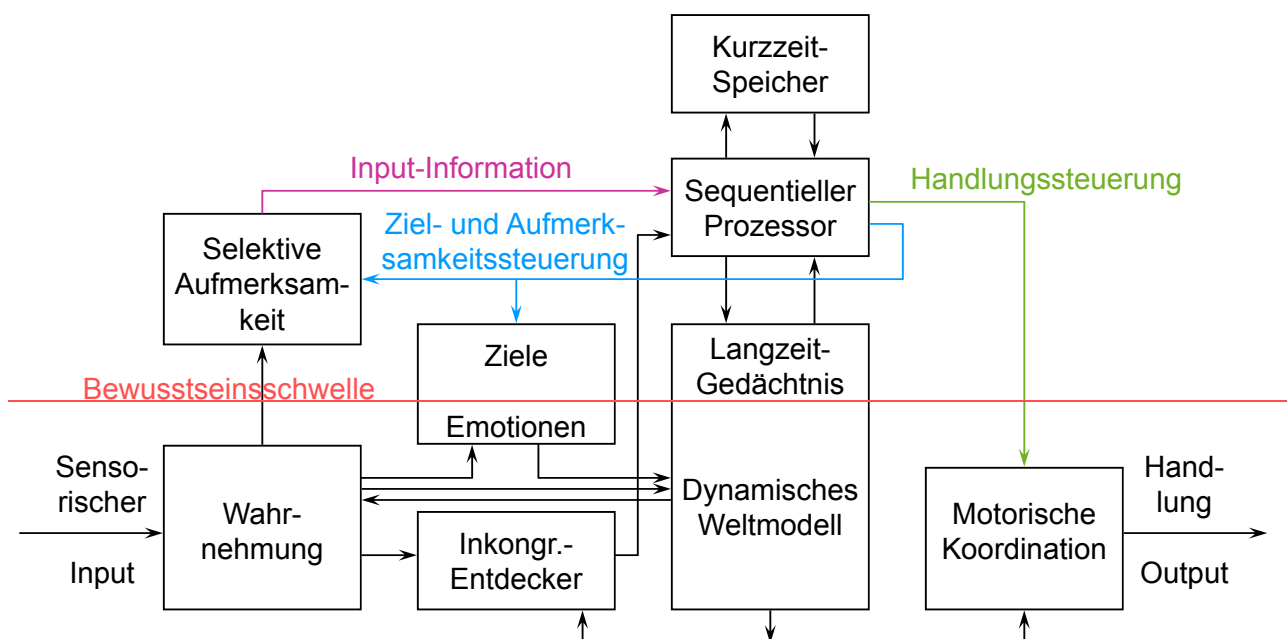 Kurzzeit-
Speicher
Input-Information
Sequentieller
Prozessor
Handlungssteuerung
Selektive
Aufmerksam-
keit
Ziel- und Aufmerk-
samkeitssteuerung
Ziele
Langzeit-
Gedächtnis
Bewusstseinsschwelle
Emotionen
Senso-
rischer
Input
Wahr-
nehmung
Inkongr.-
Entdecker
Dynamisches
Weltmodell
Motorische
Koordination
Hand-
lung
Output